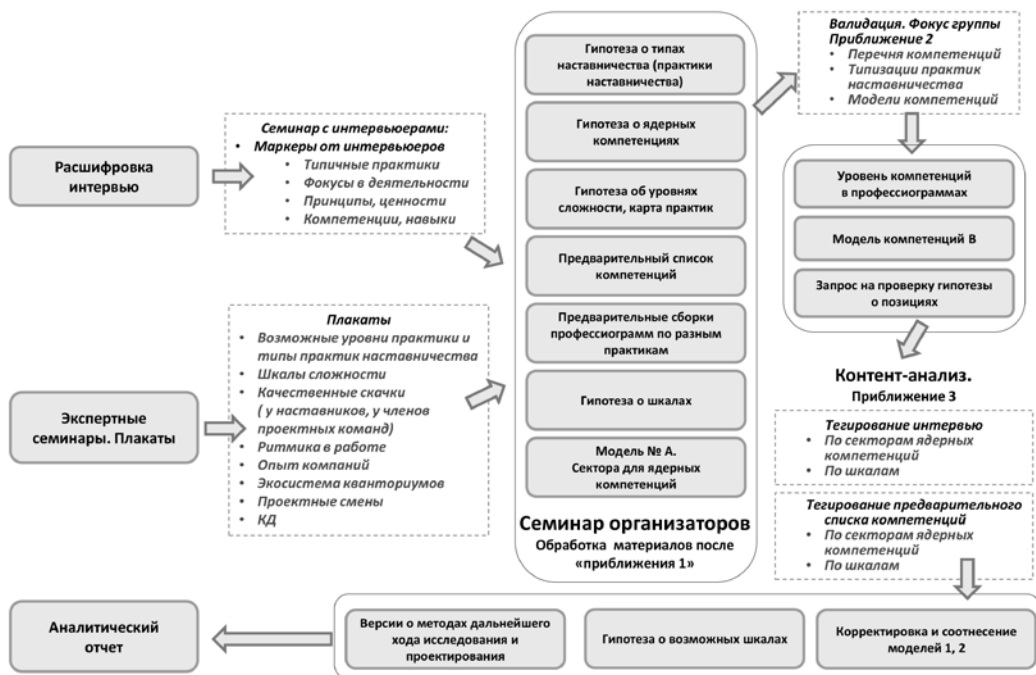 Расшифровка
интервью
Семинар с интервьюерами:
• Маркеры от интервьюеров
• Типичные практики
• Фокусы в деятельности
• Принципы, ценности
• Компетенции, навыки
Экспертные
семинары. Плакаты
Плакаты
• Возможные уровни практики и
типы практик наставничества
• Шкалы сложности
• Качественные скачки
( у наставников, у членов
проектных команд)
• Ритмика в работе
• Опыт компаний
• Экосистема кванториумов
• Проектные смены
• КД
Гипотеза о типах
наставничества (практики
наставничества)
Гипотеза о ядерных
компетенциях
Гипотеза об уровнях
сложности, карта практик
Предварительный список
компетенций
Предварительные сборки
профессиограмм по разным
практикам
Гипотеза о шкалах
Модель № А.
Сектора для ядерных
компетенций
Семинар организаторов
Обработка материалов после
«приближения 1»
Валидация. Фокус группы
Приближение 2
• Перечня компетенций
• Типизации практик
наставничества
• Модели компетенций
Уровень компетенций
в профессиограммах
Модель компетенций В
Запрос на проверку гипотезы
о позициях
Контент-анализ.
Приближение 3
Тегирование интервью
• По секторам ядерных
компетенций
• По шкалам
Тегирование предварительного
списка компетенций
• По секторам ядерных
компетенций
• По шкалам
Аналитический
отчет
Версии о методах дальнейшего
хода исследования и
проектирования
Гипотеза о возможных шкалах
Корректировка и соотнесение
моделей 1, 2